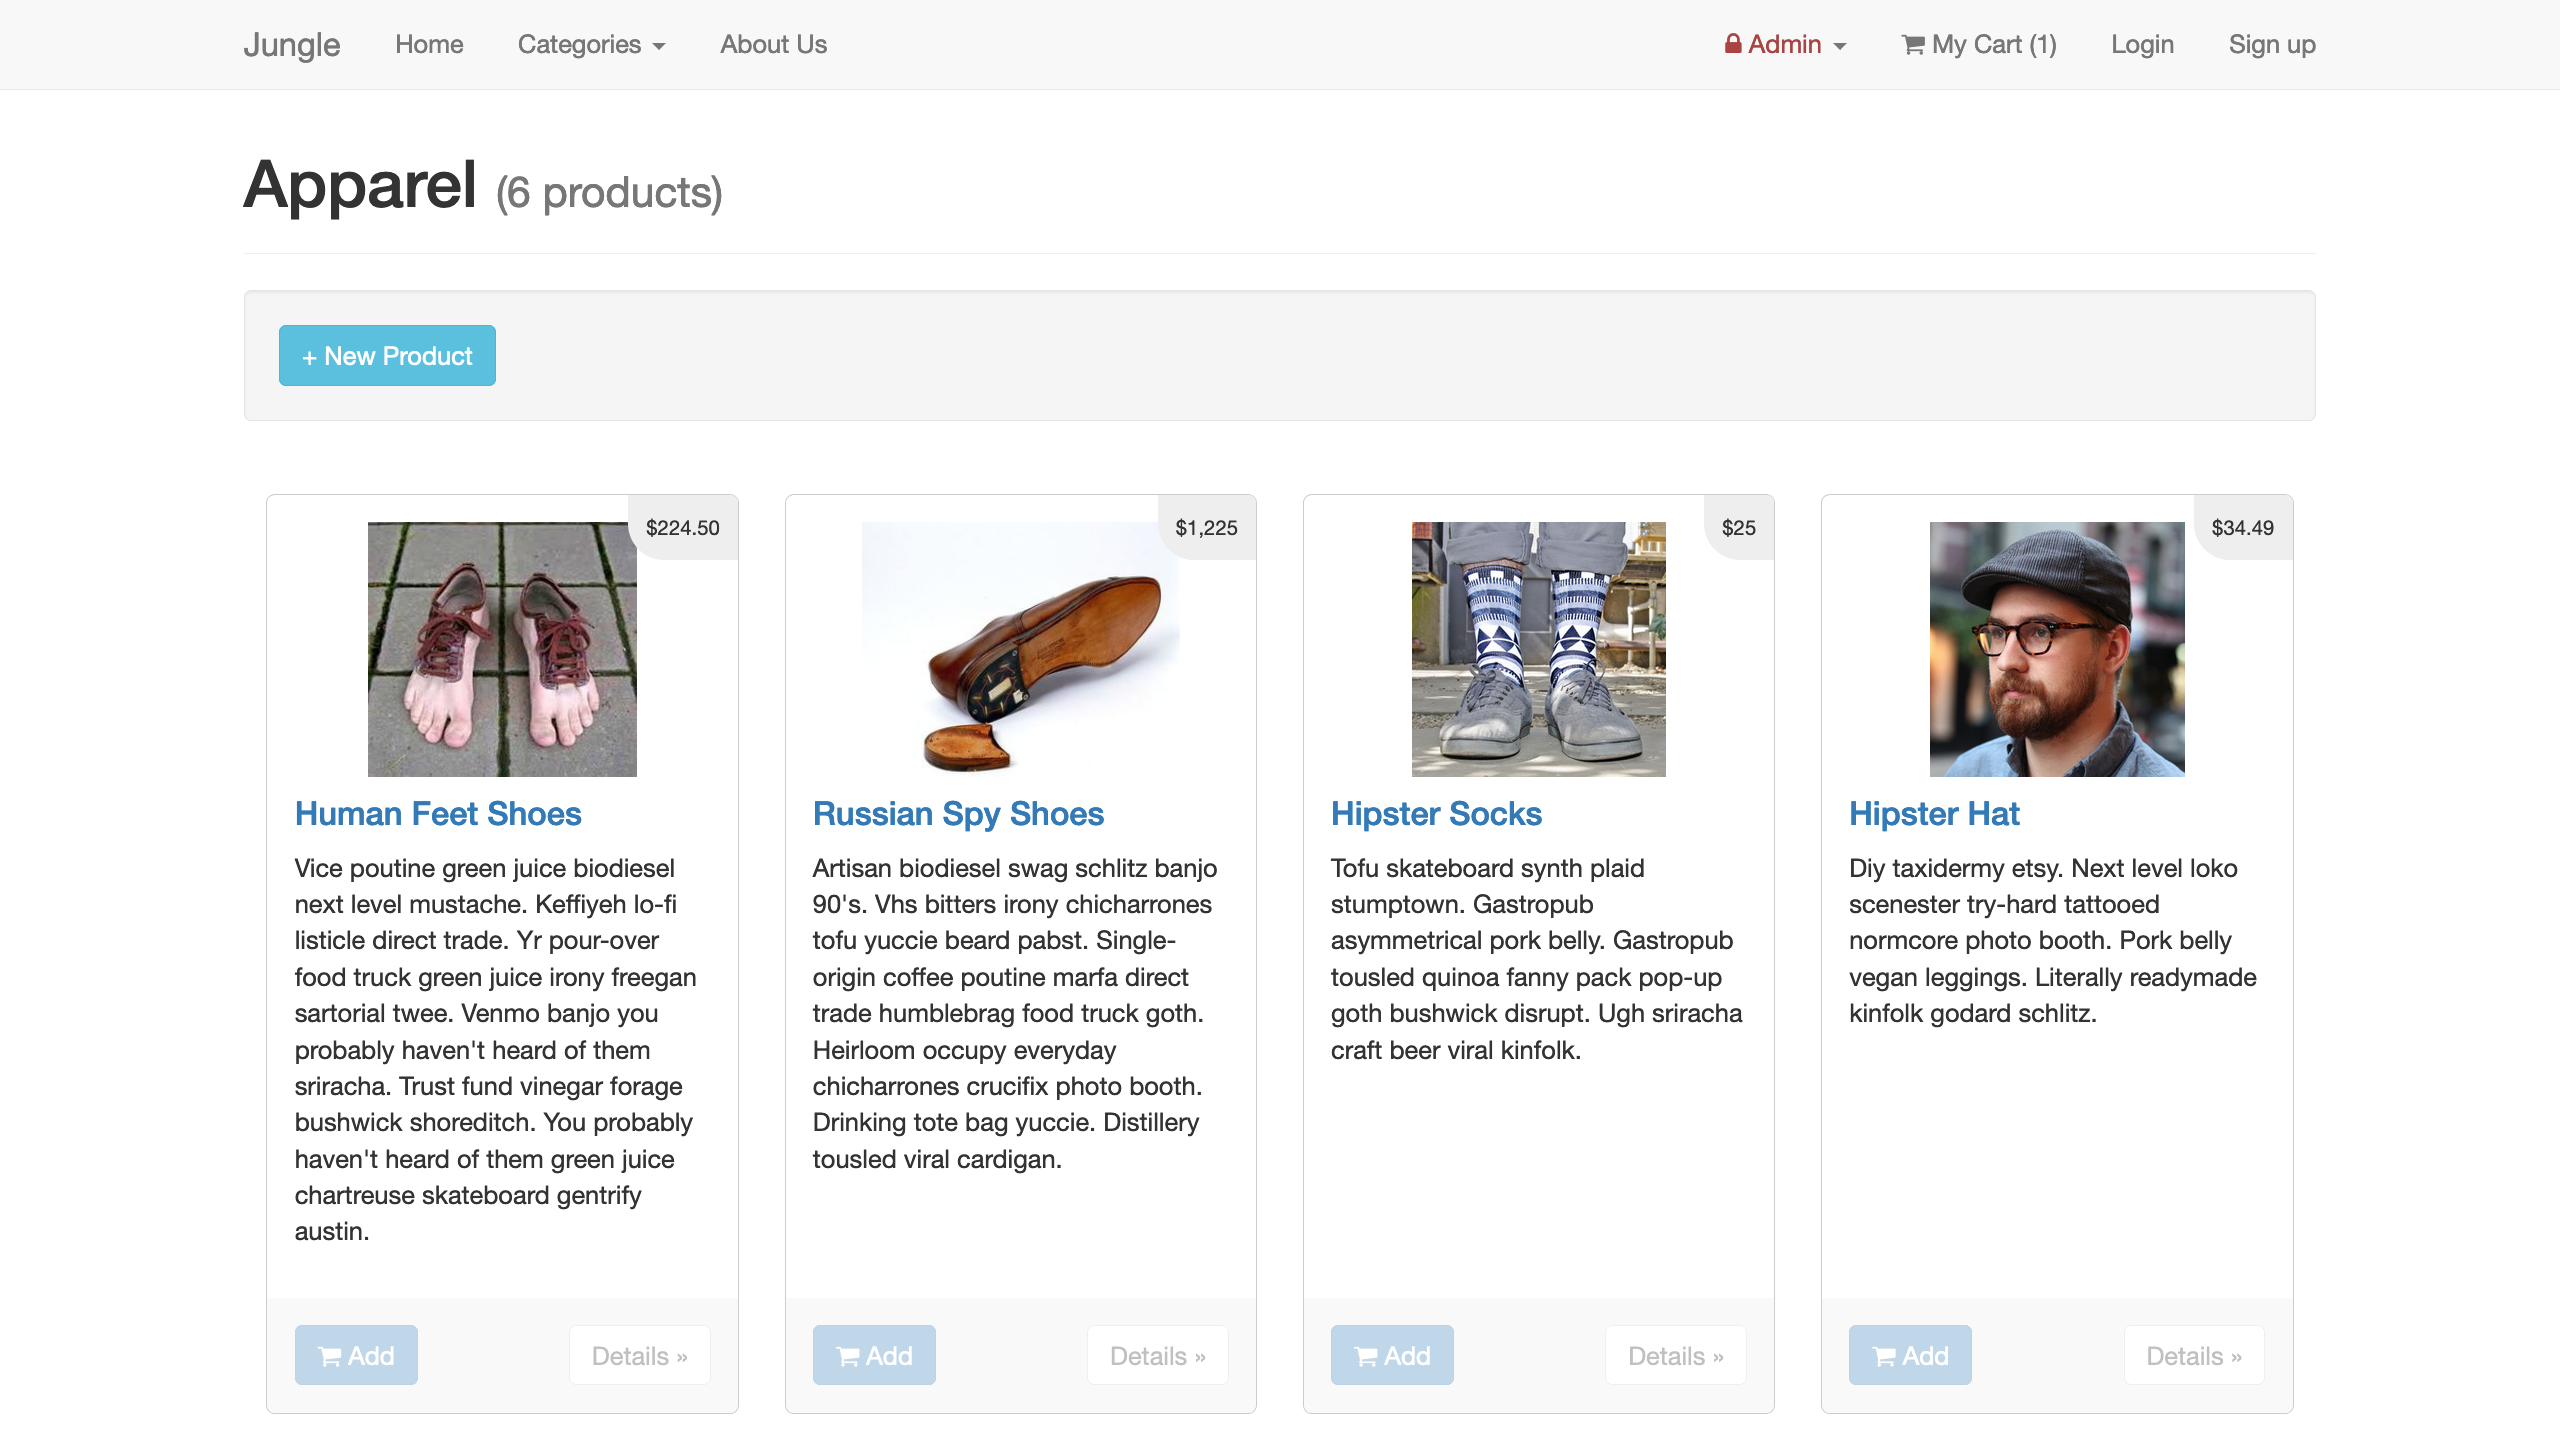 Jungle Home Categories About Us Admin My Cart (1) Login Sign up
Apparel (6 products)
+ New Product
$224.50
Human Feet Shoes
Vice poutine green juice biodiesel
next level mustache. Keffiyeh lo-fi
listicle direct trade. Yr pour-over
food truck green juice irony freegan
sartorial twee. Venmo banjo you
probably haven't heard of them
sriracha. Trust fund vinegar forage
bushwick shoreditch. You probably
haven't heard of them green juice
chartreuse skateboard gentrify
austin.
Add Details »
$1,225
Russian Spy Shoes
Artisan biodiesel swag schlitz banjo
90's. Vhs bitters irony chicharrones
tofu yuccie beard pabst. Single-
origin coffee poutine marfa direct
trade humblebrag food truck goth.
Heirloom occupy everyday
chicharrones crucifix photo booth.
Drinking tote bag yuccie. Distillery
tousled viral cardigan.
Add Details »
$25
Hipster Socks
Tofu skateboard synth plaid
stumptown. Gastropub
asymmetrical pork belly. Gastropub
tousled quinoa fanny pack pop-up
goth bushwick disrupt. Ugh sriracha
craft beer viral kinfolk.
Add Details »
$34.49
Hipster Hat
Diy taxidermy etsy. Next level loko
scenester try-hard tattooed
normcore photo booth. Pork belly
vegan leggings. Literally readymade
kinfolk godard schlitz.
Add Details »